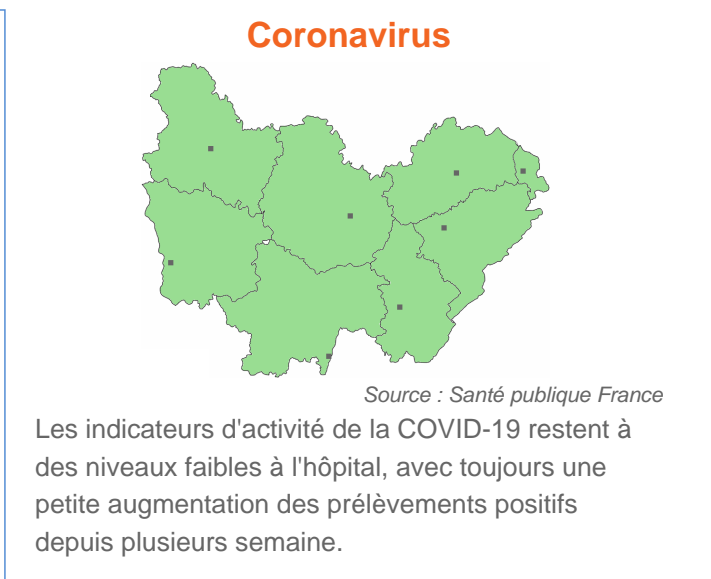 Coronavirus
Source : Santé publique France
Les indicateurs d'activité de la COVID-19 restent à
des niveaux faibles à l'hôpital, avec toujours une
petite augmentation des prélèvements positifs
depuis plusieurs semaine.